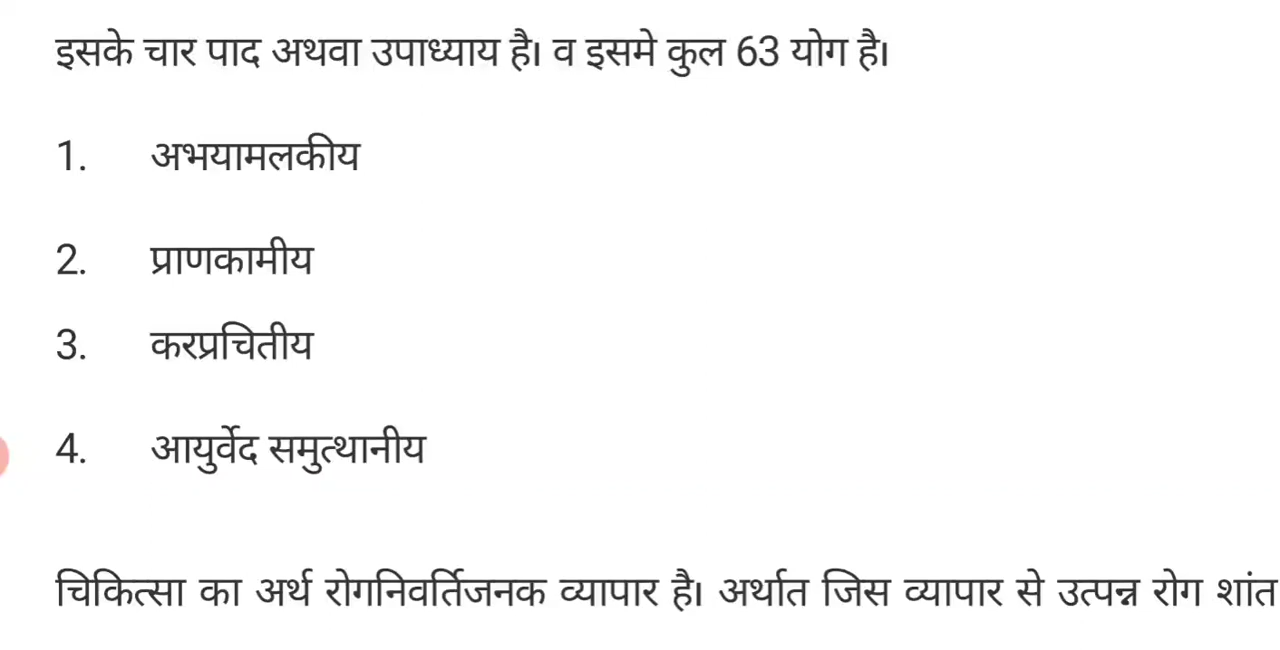 इसके चार पाद अथवा उपाध्याय है। व इसमे कुल 63 योग है।
1. अभयामलकीय
2. प्राणकामीय
3. करप्रचितीय
4. आयुर्वेद समुत्थानीय
चिकित्सा का अर्थ रोगनिवर्तिजनक व्यापार है। अर्थात जिस व्यापार से उत्पन्न रोग शांत